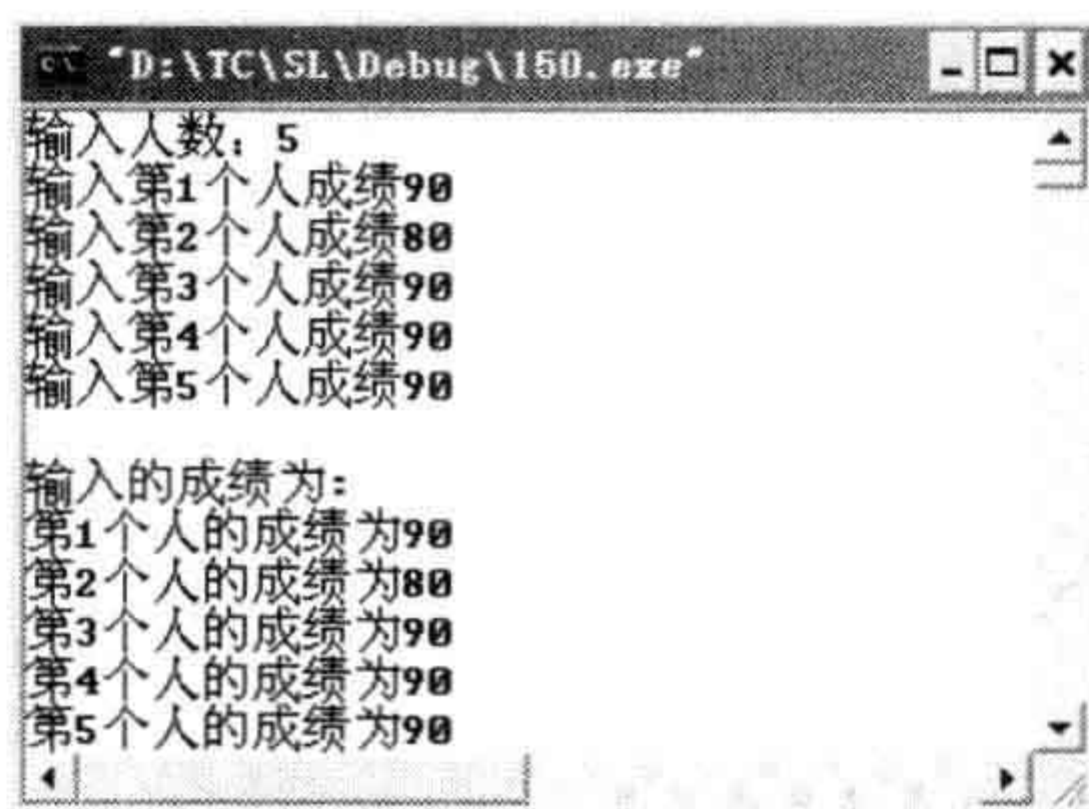 "D:\TC\SL\Debug\150.exe"
输入人数：5
输入第1个人成绩90
输入第2个人成绩80
输入第3个人成绩90
输入第4个人成绩90
输入第5个人成绩90
输入的成绩为:
第1个人的成绩为90
第2个人的成绩为80
第3个人的成绩为90
第4个人的成绩为90
第5个人的成绩为90